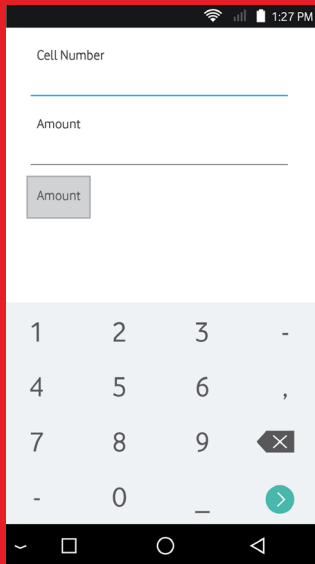 1:27 PM
Cell Number
Amount
Amount
1 2 3 -
4 5 6 ,
7 8 9
- 0 _